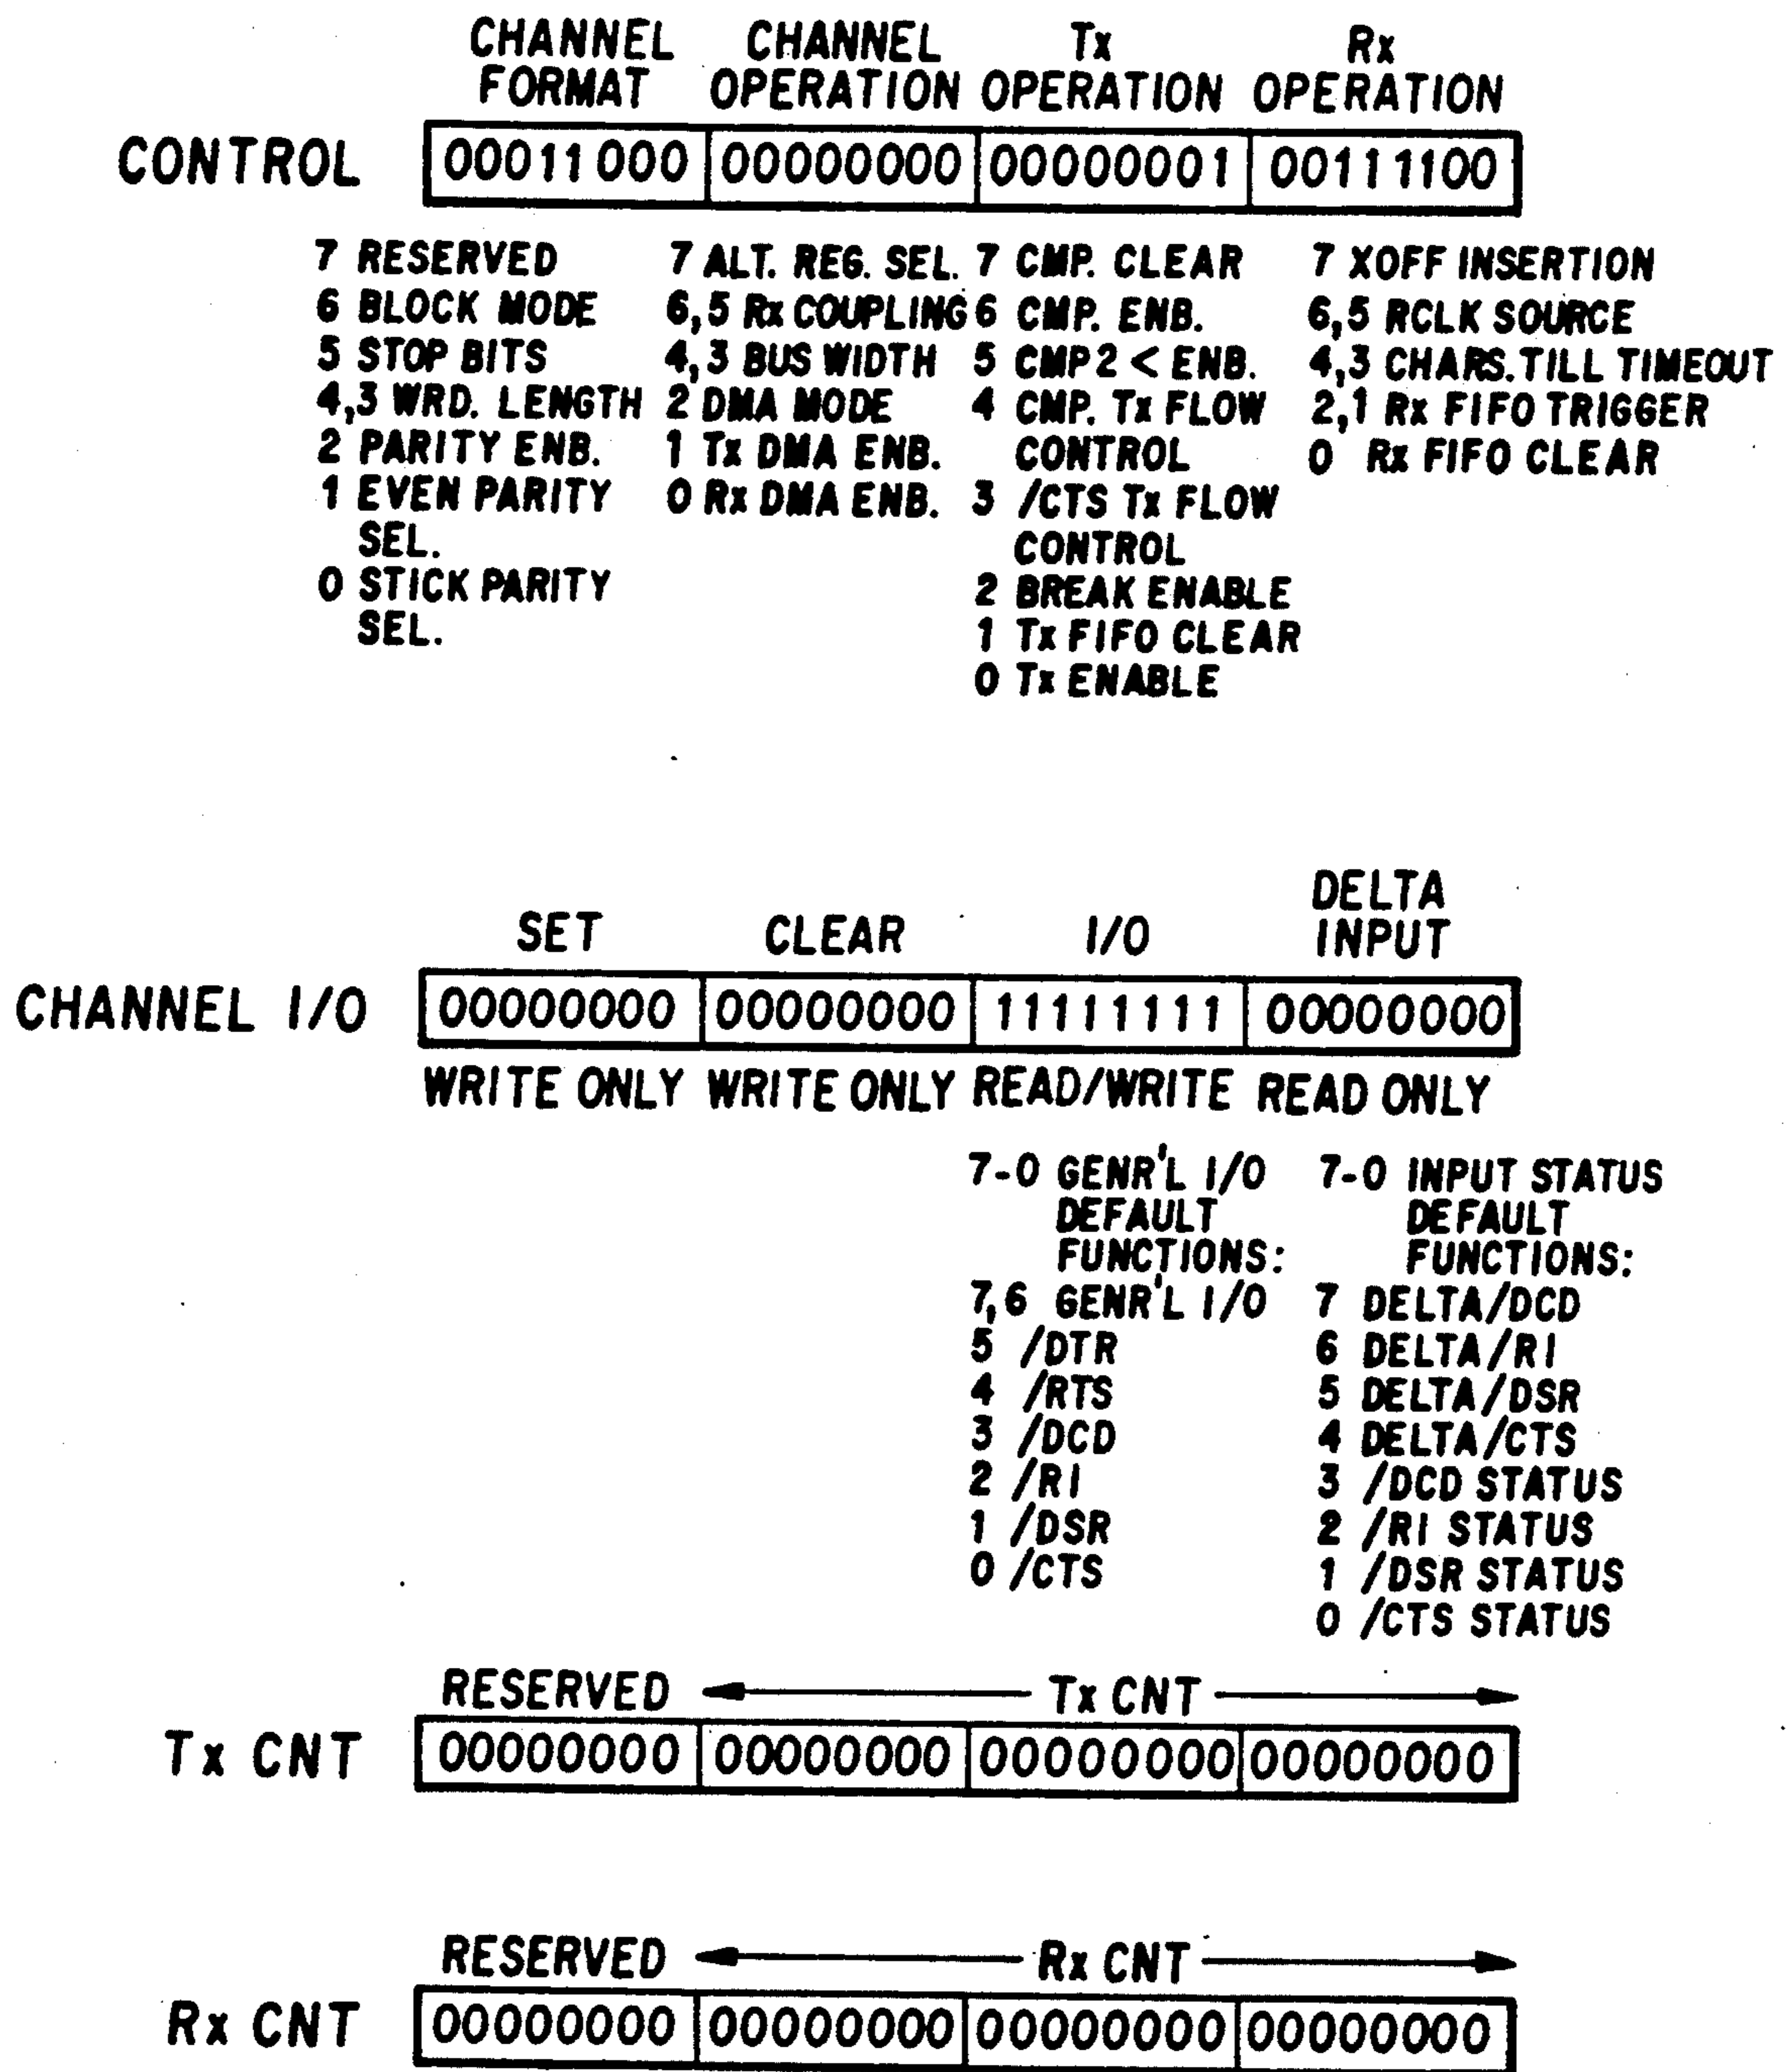 CHANNEL FORMAT CHANNEL OPERATION Tx OPERATION Rx OPERATION
CONTROL 00011000 00000000 00000001 00111100
7 RESERVED
6 BLOCK MODE
5 STOP BITS
4,3 WRD. LENGTH
2 PARITY ENB.
1 EVEN PARITY
SEL.
0 STICK PARITY
SEL.
7 ALT. REG. SEL.
6,5 Rx COUPLING
4,3 BUS WIDTH
2 DMA MODE
1 Tx DMA ENB.
0 Rx DMA ENB.
7 CMP. CLEAR
6 CMP. ENB.
5 CMP2 < ENB.
4 CMP. Tx FLOW
CONTROL
3 /CTS Tx FLOW
CONTROL
2 BREAK ENABLE
1 Tx FIFO CLEAR
0 Tx ENABLE
7 XOFF INSERTION
6,5 RCLK SOURCE
4,3 CHARS. TILL TIMEOUT
2,1 Rx FIFO TRIGGER
0 Rx FIFO CLEAR
SET CLEAR I/O DELTA INPUT
CHANNEL I/O 00000000 00000000 11111111 00000000
WRITE ONLY WRITE ONLY READ/WRITE READ ONLY
7-0 GENR'L I/O
DEFAULT
FUNCTIONS:
7,6 GENR'L I/O
5 /DTR
4 /RTS
3 /DCD
2 /RI
1 /DSR
0 /CTS
7-0 INPUT STATUS
DEFAULT
FUNCTIONS:
7 DELTA/DCD
6 DELTA/RI
5 DELTA/DSR
4 DELTA/CTS
3 /DCD STATUS
2 /RI STATUS
1 /DSR STATUS
0 /CTS STATUS
RESERVED Tx CNT
Tx CNT 00000000 00000000 00000000 00000000
RESERVED Rx CNT
Rx CNT 00000000 00000000 00000000 00000000